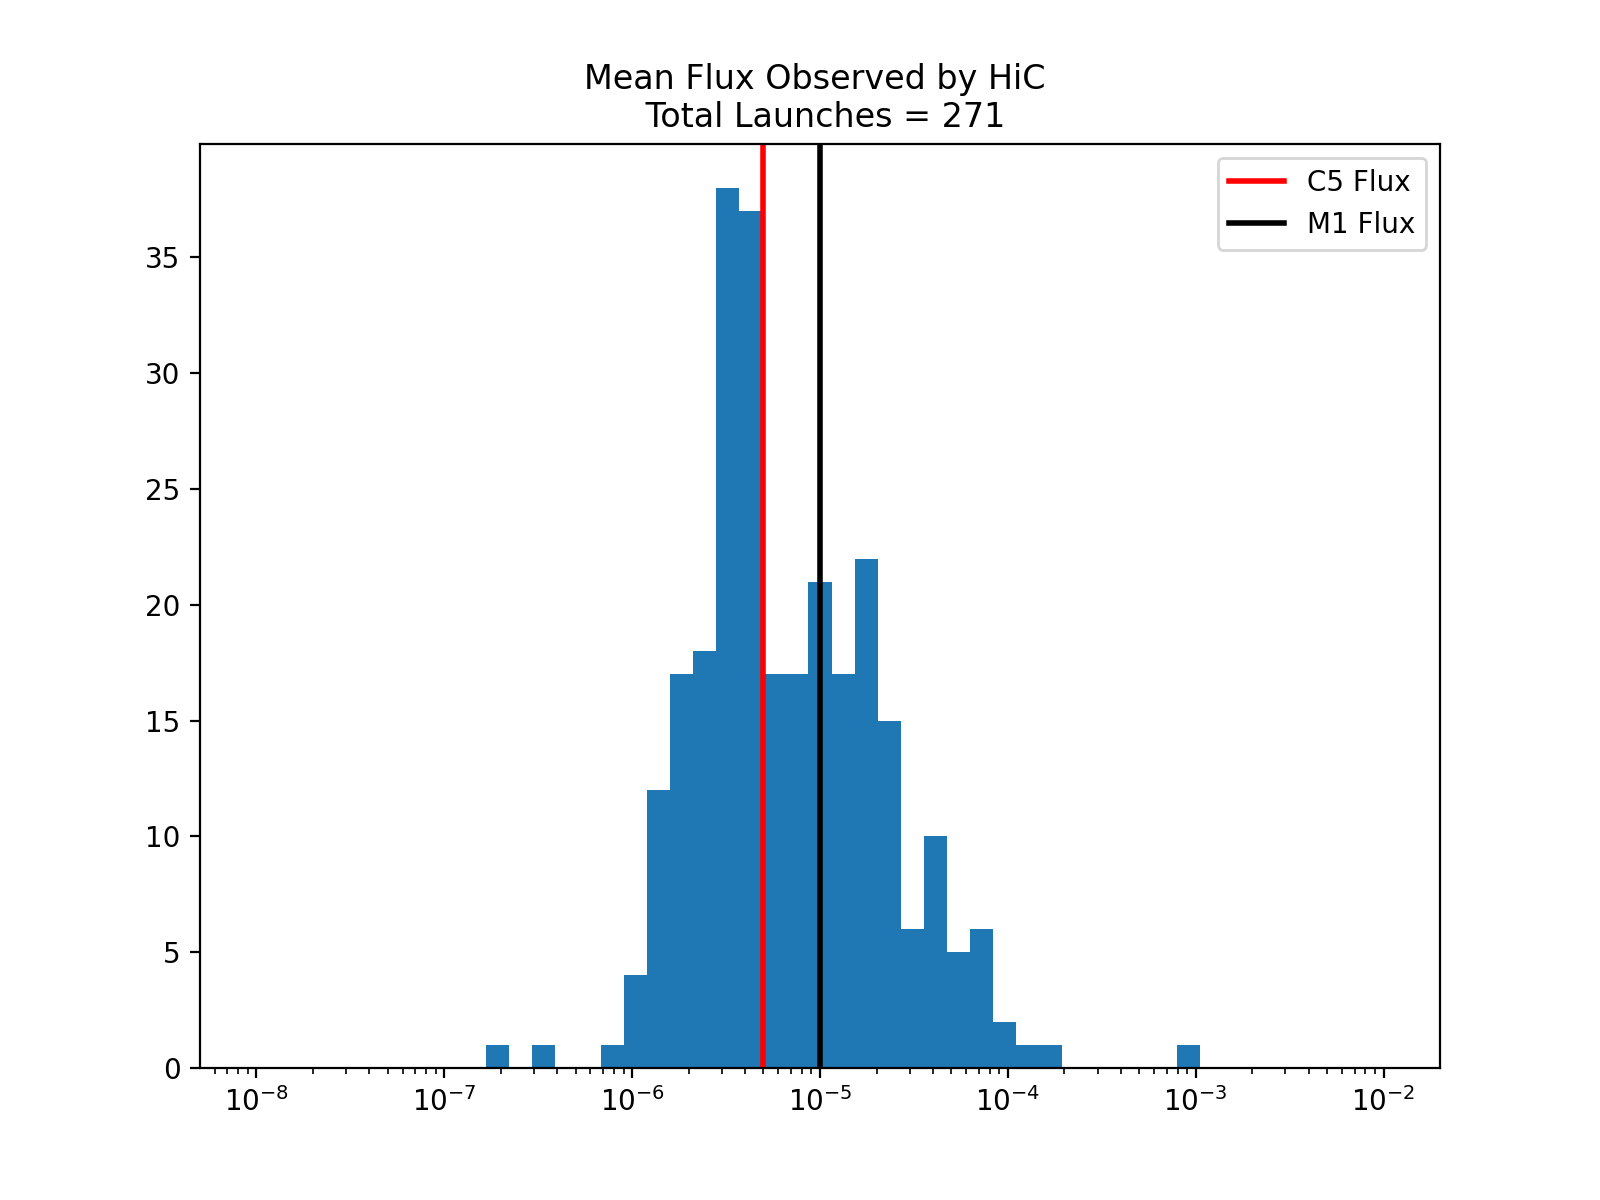 Mean Flux Observed by HiC
Total Launches = 271
C5 Flux
M1 Flux
35
30
25
20
15
10
5
0
10⁻⁸ 10⁻⁷ 10⁻⁶ 10⁻⁵ 10⁻⁴ 10⁻³ 10⁻²